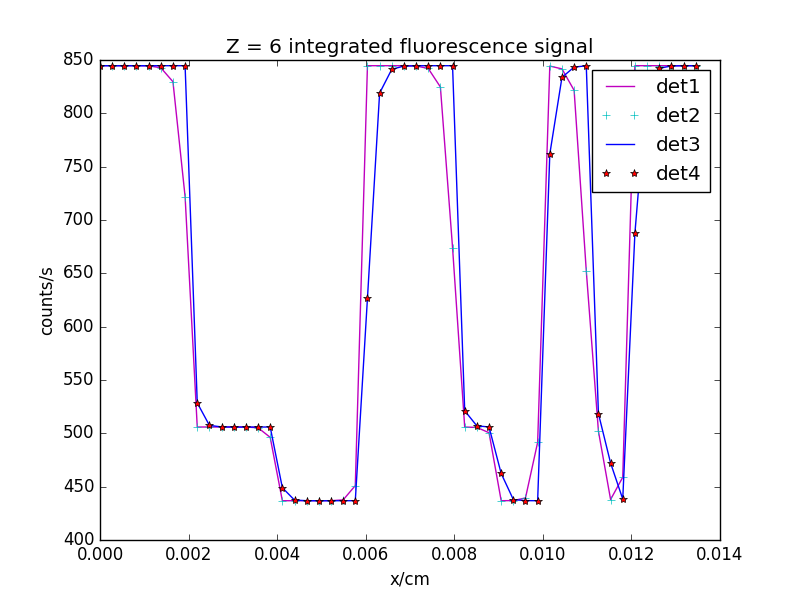 Z = 6 integrated fluorescence signal
850
800
750
700
650
600
550
500
450
400
counts/s
det1
det2
det3
det4
0.000 0.002 0.004 0.006 0.008 0.010 0.012 0.014
x/cm